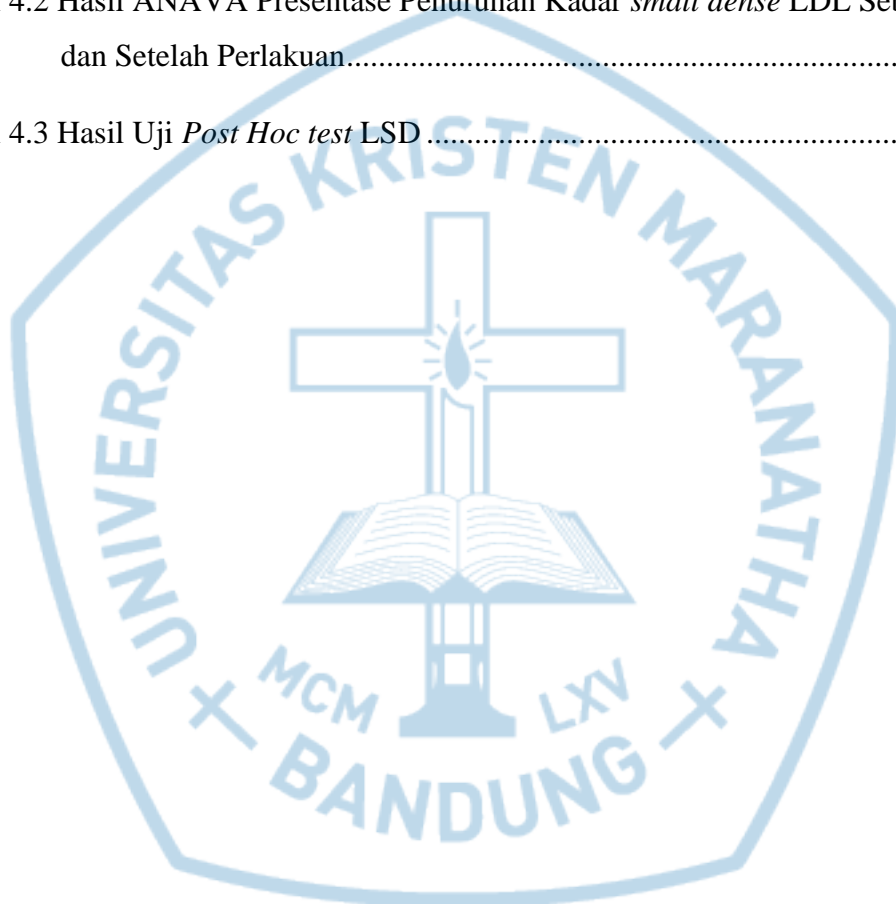 4.2 Hasil ANAVA Presentase Penurunan Kadar small dense LDL Seb
dan Setelah Perlakuan
4.3 Hasil Uji Post Hoc test LSD
UNIVERSITAS KRISTEN MARANATHA
MCM LXV
BANDUNG